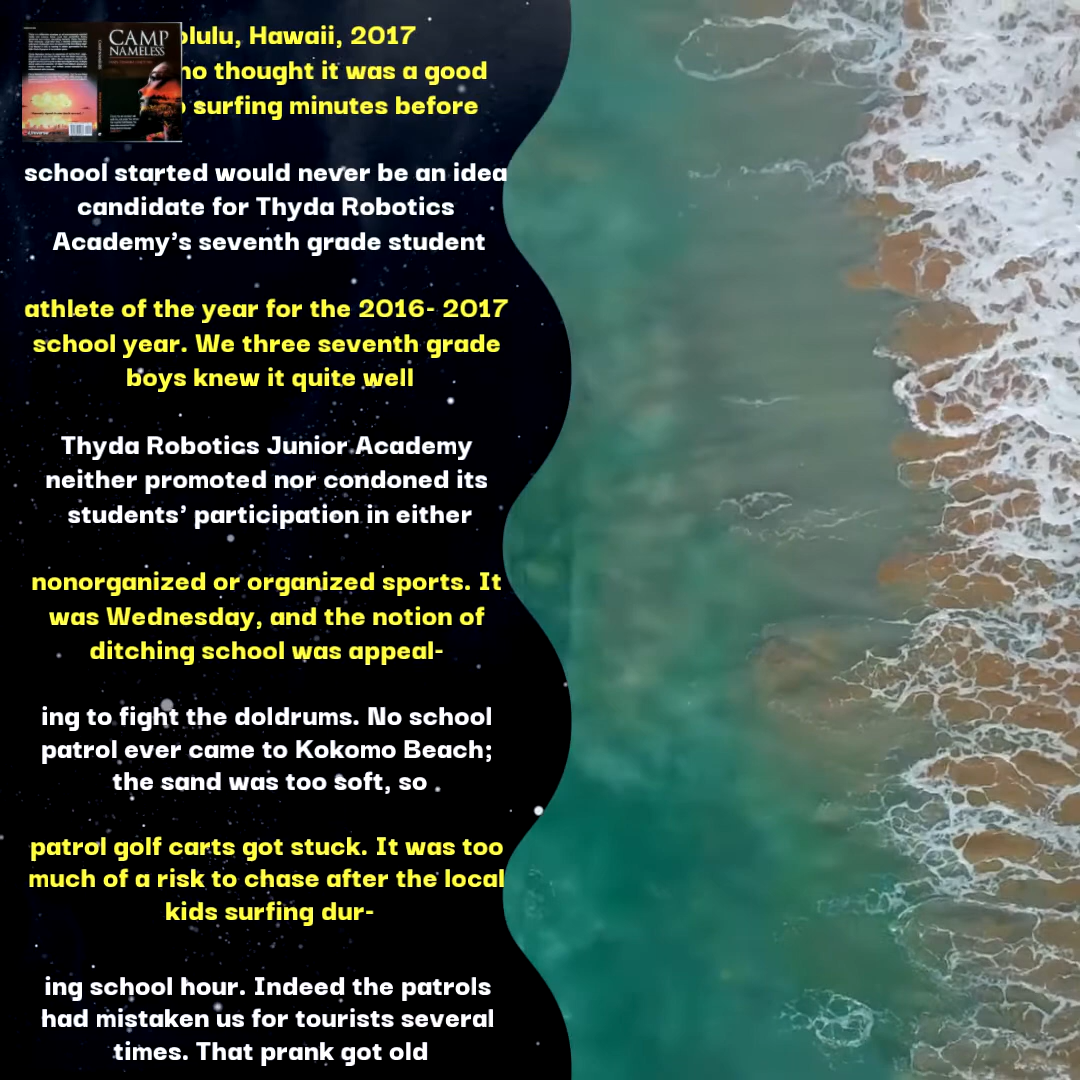 olulu, Hawaii, 2017
ho thought it was a good
surfing minutes before
school started would never be an idea
candidate for Thyda Robotics
Academy's seventh grade student
athlete of the year for the 2016- 2017
school year. We three seventh grade
boys knew it quite well
Thyda Robotics Junior Academy
neither promoted nor condoned its
students' participation in either
nonorganized or organized sports. It
was Wednesday, and the notion of
ditching school was appeal-
ing to fight the doldrums. No school
patrol ever came to Kokomo Beach;
the sand was too soft, so
patrol golf carts got stuck. It was too
much of a risk to chase after the local
kids surfing dur-
ing school hour. Indeed the patrols
had mistaken us for tourists several
times. That prank got old
CAMP
NAMELESS
iUniverse